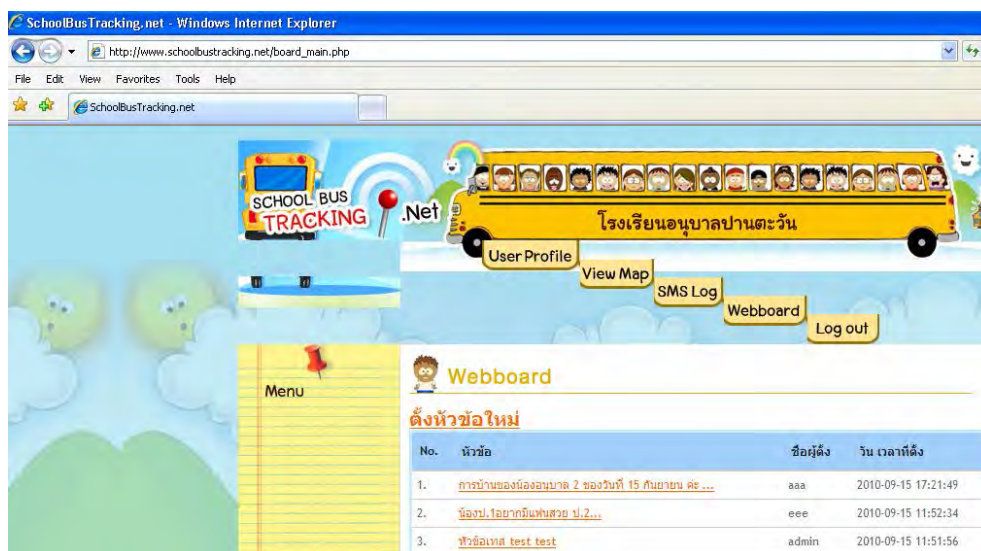 SchoolBusTracking.net - Windows Internet Explorer
http://www.schoolbustracking.net/board_main.php
File Edit View Favorites Tools Help
SchoolBusTracking.net
SCHOOL BUS
TRACKING .Net
โรงเรียนอนุบาลปานตะวัน
User Profile
View Map
SMS Log
Webboard
Log out
Menu
Webboard
ตั้งหัวข้อใหม่
No. หัวข้อ ชื่อผู้ตั้ง วัน เวลาที่ตั้ง
1. การบ้านของน้องอนุบาล 2 ของวันที่ 15 กันยายน ค่ะ ... aaa 2010-09-15 17:21:49
2. น้องป.1อยากมีแฟนสวย ป.2... eee 2010-09-15 11:52:34
3. หัวข้อเทส test test admin 2010-09-15 11:51:56